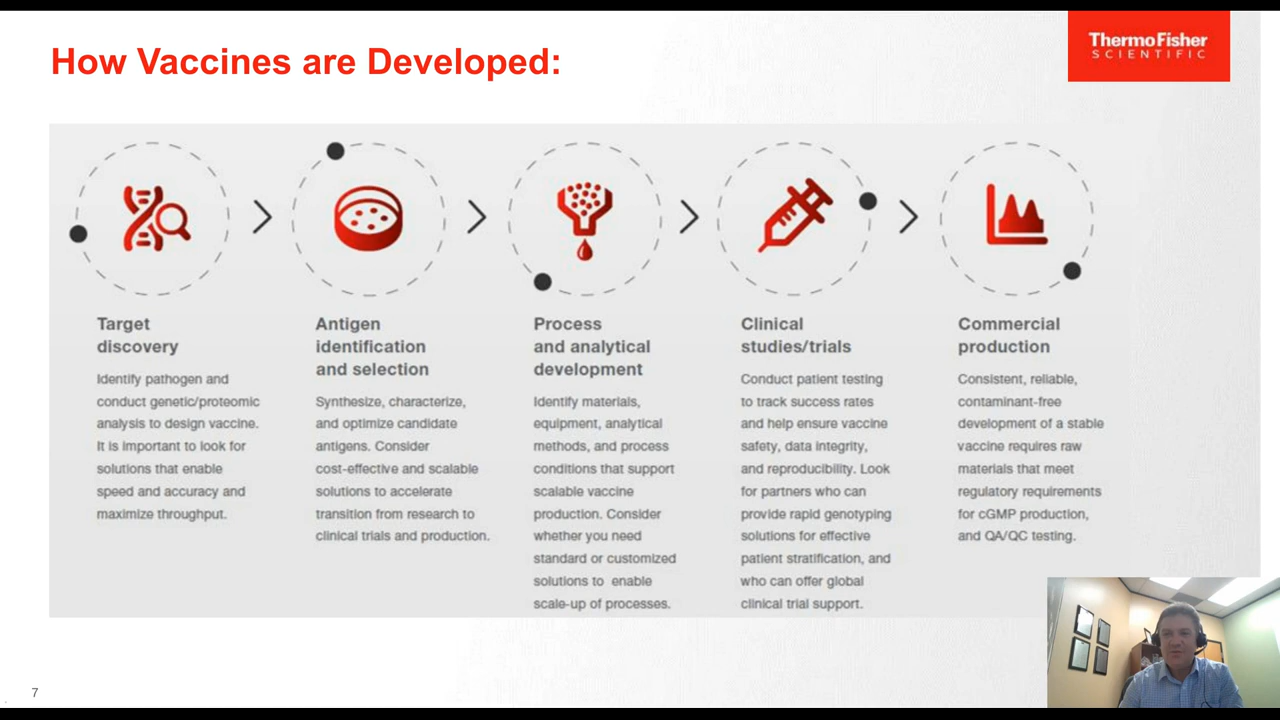 How Vaccines are Developed:
ThermoFisher
SCIENTIFIC
Target
discovery
Identify pathogen and
conduct genetic/proteomic
analysis to design vaccine.
It is important to look for
solutions that enable
speed and accuracy and
maximize throughput.
Antigen
identification
and selection
Synthesize, characterize,
and optimize candidate
antigens. Consider
cost-effective and scalable
solutions to accelerate
transition from research to
clinical trials and production.
Process
and analytical
development
Identify materials,
equipment, analytical
methods, and process
conditions that support
scalable vaccine
production. Consider
whether you need
standard or customized
solutions to enable
scale-up of processes.
Clinical
studies/trials
Conduct patient testing
to track success rates
and help ensure vaccine
safety, data integrity,
and reproducibility. Look
for partners who can
provide rapid genotyping
solutions for effective
patient stratification, and
who can offer global
clinical trial support.
Commercial
production
Consistent, reliable,
contaminant-free
development of a stable
vaccine requires raw
materials that meet
regulatory requirements
for cGMP production,
and QA/QC testing.
7